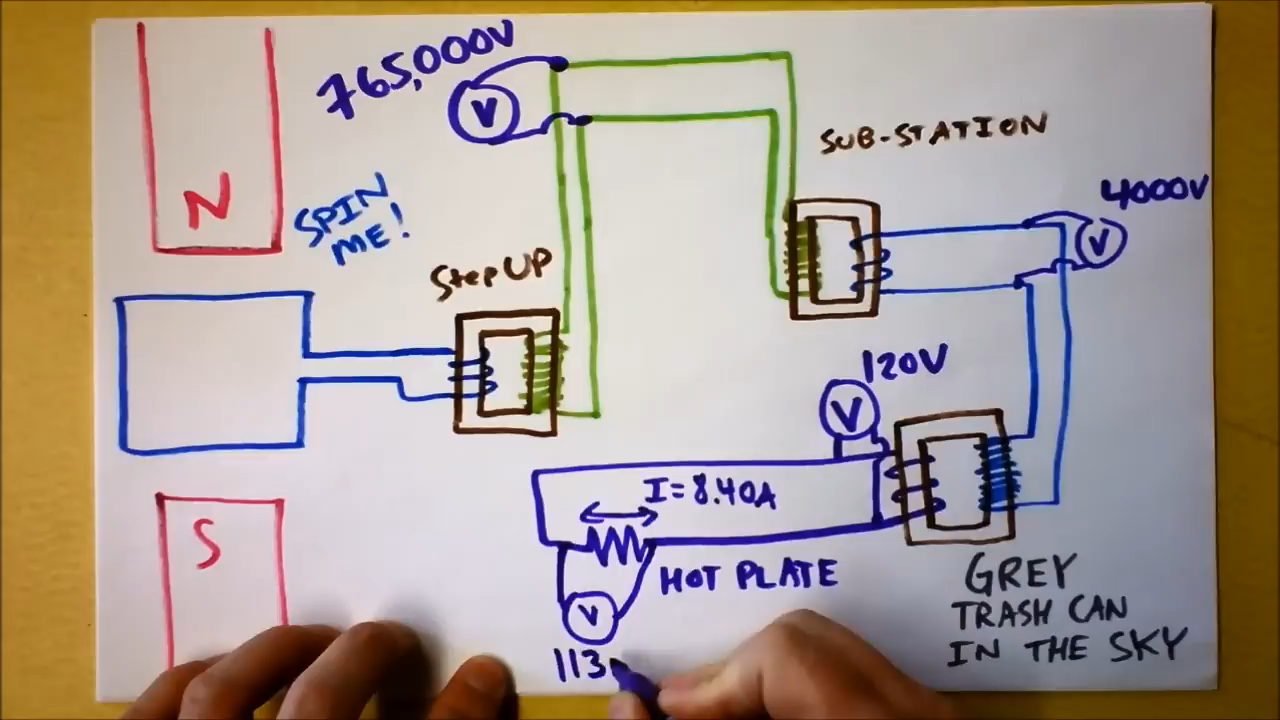 765,000V
V
N
SPIN
ME!
Step UP
SUB-STATION
4000V
V
120V
V
I=8.40A
S
HOT PLATE
V
113
GREY
TRASH CAN
IN THE SKY